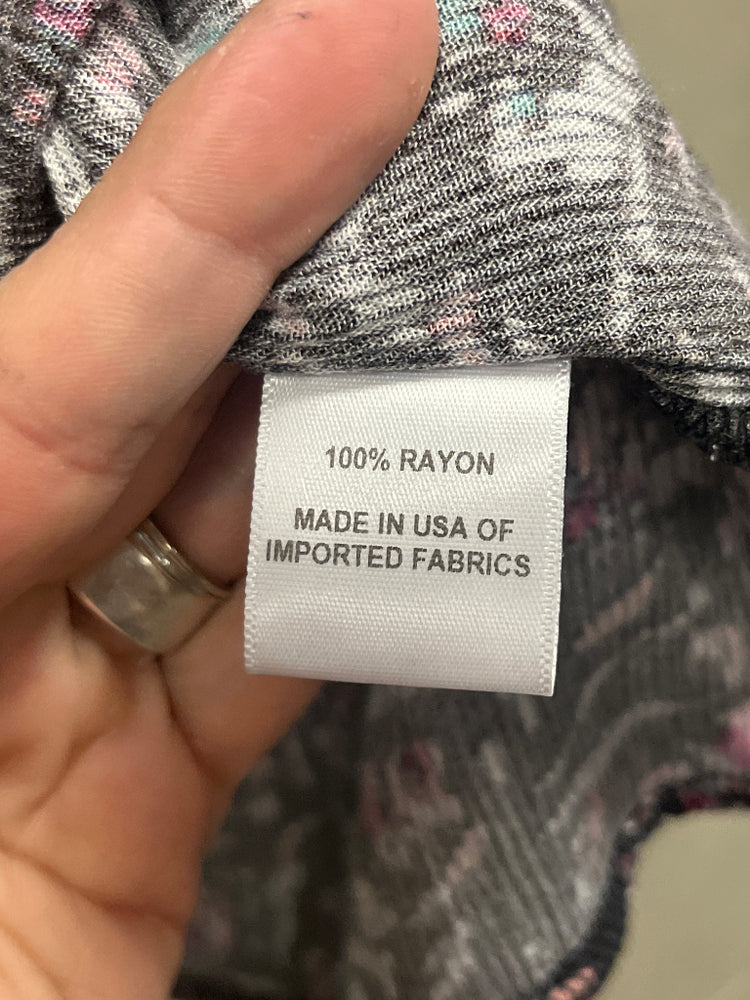 100% RAYON
MADE IN USA OF
IMPORTED FABRICS